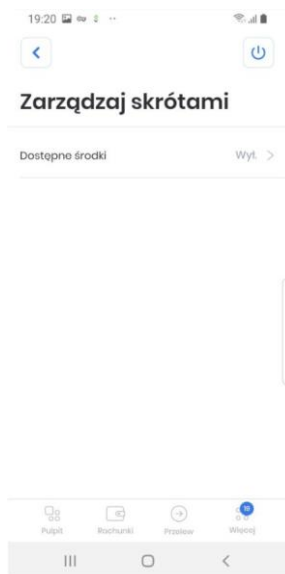 19:20
Zarządzaj skrótami
Dostępne środki Wył.
Pulpit Rachunki Przelew Więcej